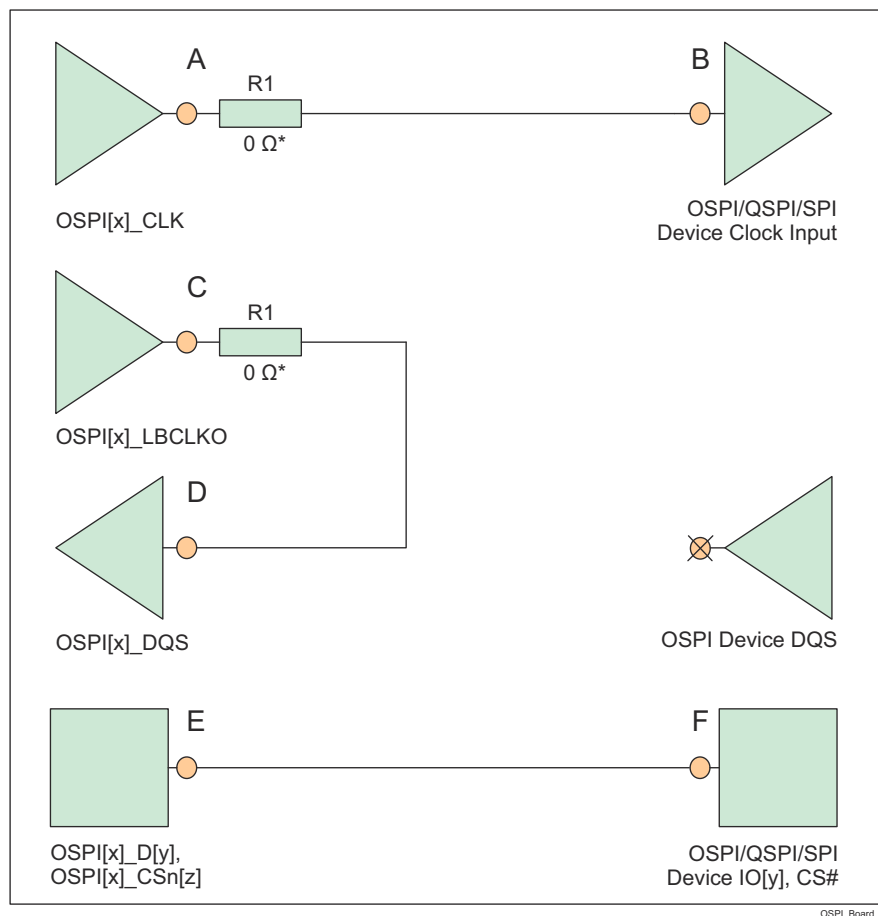 A
R1
B
0 Ω*
OSPI[x]_CLK
OSPI/QSPI/SPI
Device Clock Input
C
R1
0 Ω*
OSPI[x]_LBCLKO
D
OSPI[x]_DQS
OSPI Device DQS
E
F
OSPI[x]_D[y],
OSPI[x]_CSn[z]
OSPI/QSPI/SPI
Device IO[y], CS#
OSPI_Board